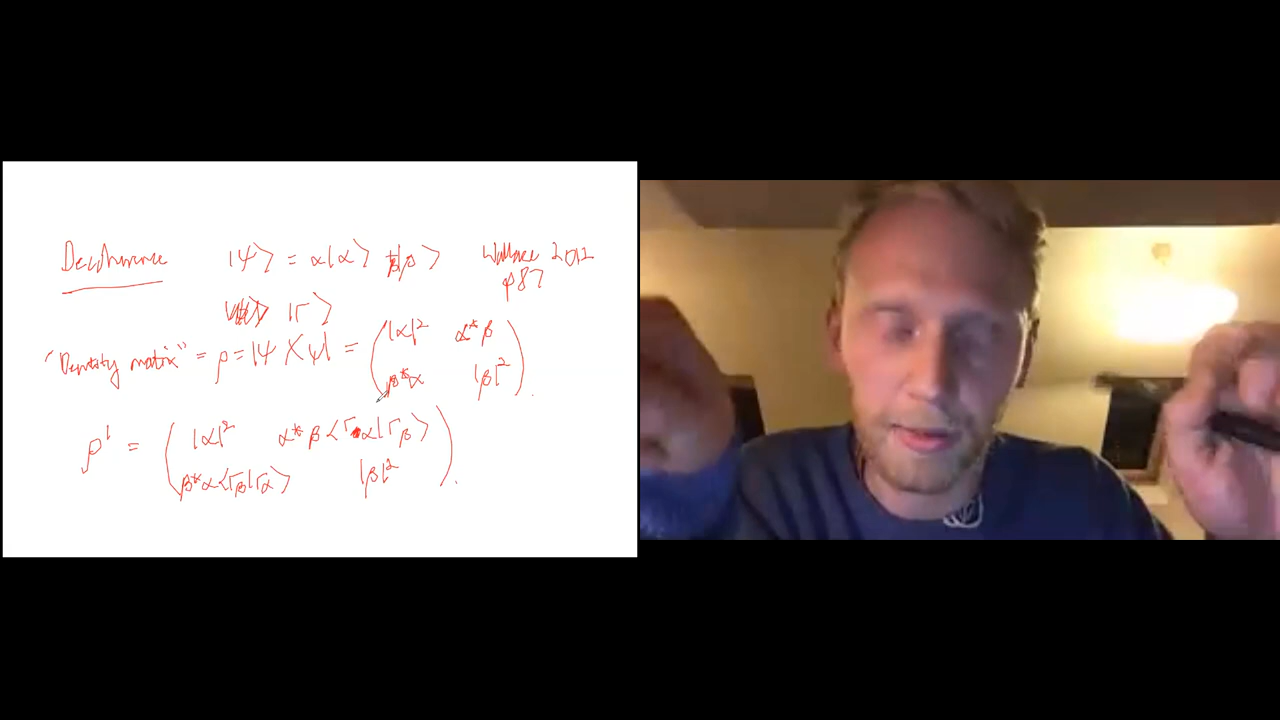 Decoherence |ψ⟩ = α|α⟩ + β|β⟩ Wallace 2012
p87
|Γ⟩
"Density matrix" = ρ = |ψ⟩⟨ψ| = ( |α|² α*β
β*α |β|² ).
ρ' = ( |α|² α*β⟨Γα|Γβ⟩
β*α⟨Γβ|Γα⟩ |β|² ).